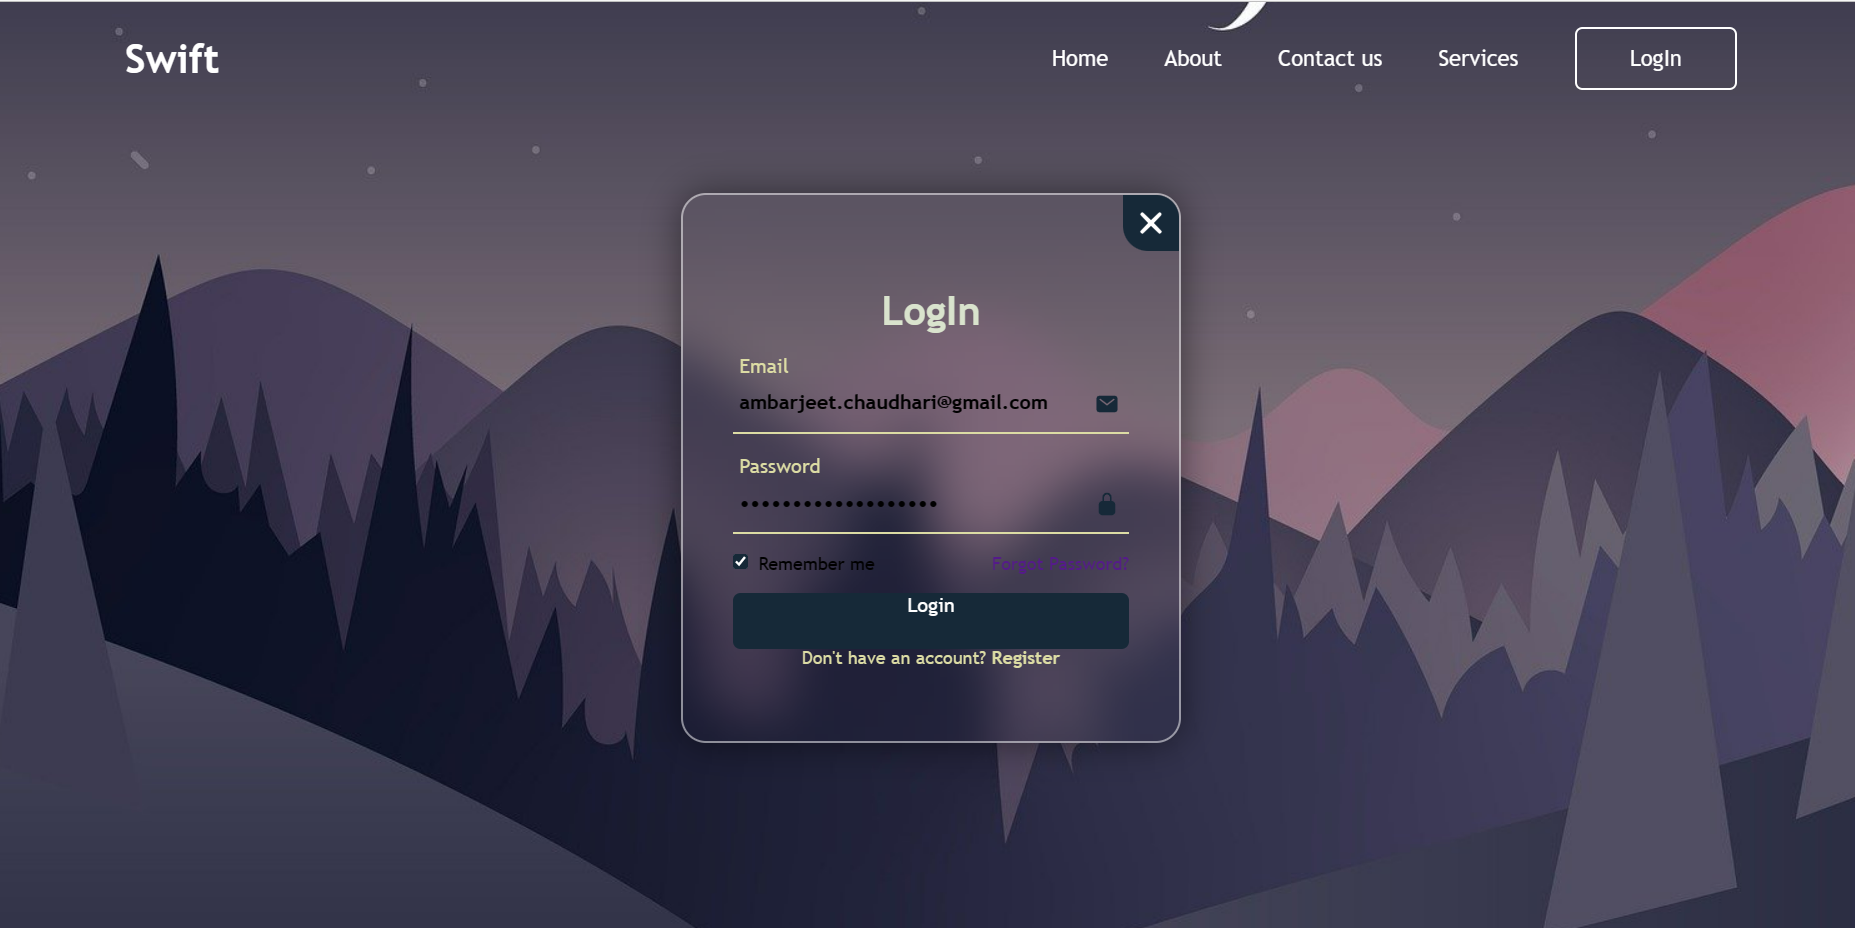 Swift
Home About Contact us Services LogIn
LogIn
Email
ambarjeet.chaudhari@gmail.com
Password
••••••••••••••••••• 
Remember me Forgot Password?
Login
Don't have an account? Register